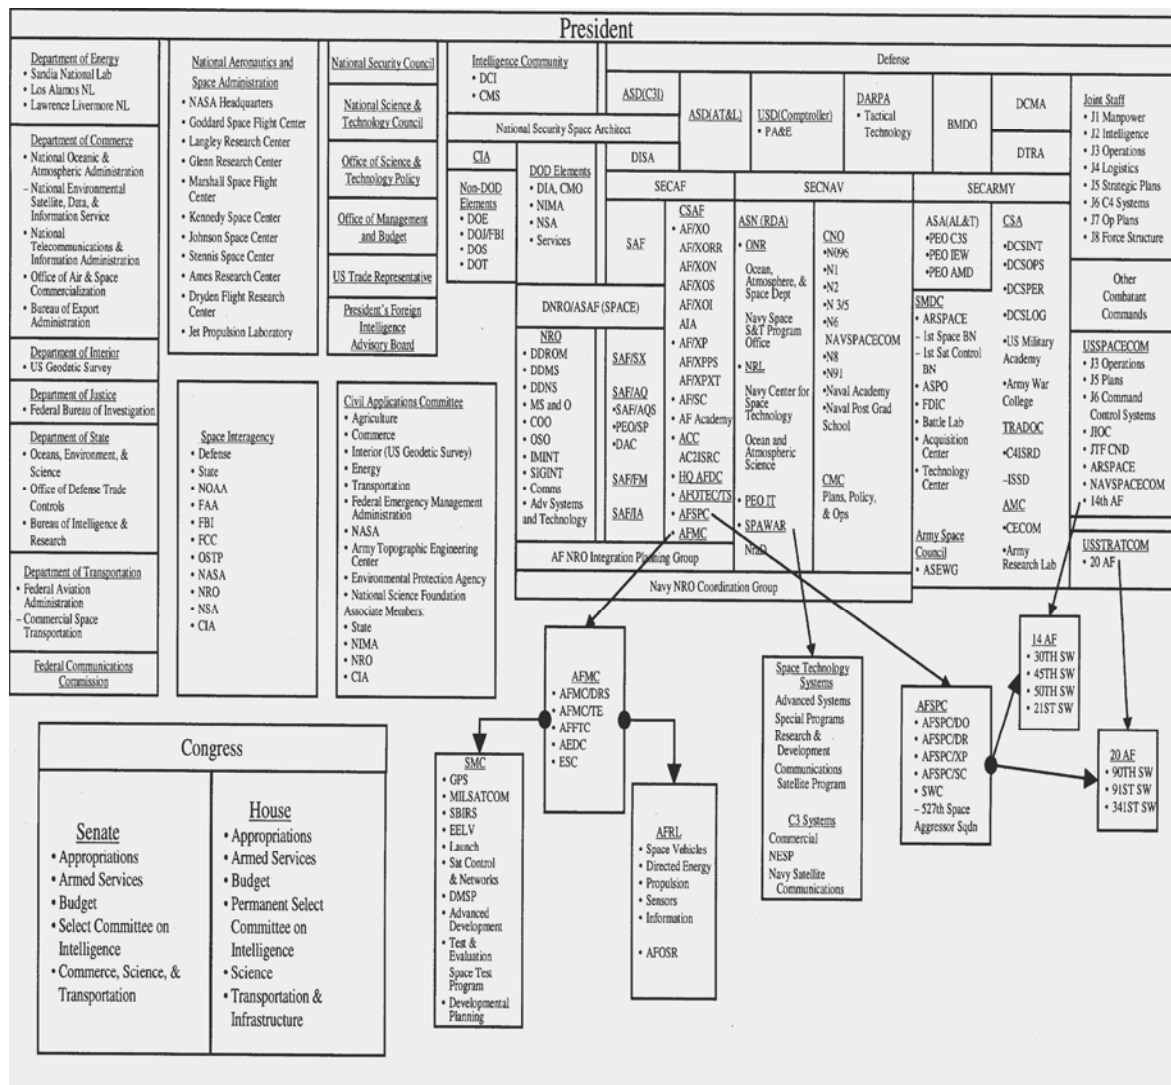 President
Department of Energy
• Sandia National Lab
• Los Alamos NL
• Lawrence Livermore NL
Department of Commerce
• National Oceanic &
Atmospheric Administration
– National Environmental
Satellite, Data, &
Information Service
• National
Telecommunications &
Information Administration
• Office of Air & Space
Commercialization
• Bureau of Export
Administration
Department of Interior
• US Geodetic Survey
Department of Justice
• Federal Bureau of Investigation
Department of State
• Oceans, Environment, &
Science
• Office of Defense Trade
Controls
• Bureau of Intelligence &
Research
Department of Transportation
• Federal Aviation
Administration
– Commercial Space
Transportation
Federal Communications
Commission
National Aeronautics and
Space Administration
• NASA Headquarters
• Goddard Space Flight Center
• Langley Research Center
• Glenn Research Center
• Marshall Space Flight
Center
• Kennedy Space Center
• Johnson Space Center
• Stennis Space Center
• Ames Research Center
• Dryden Flight Research
Center
• Jet Propulsion Laboratory
Space Interagency
• Defense
• State
• NOAA
• FAA
• FBI
• FCC
• OSTP
• NASA
• NRO
• NSA
• CIA
National Security Council
National Science &
Technology Council
Office of Science &
Technology Policy
Office of Management
and Budget
US Trade Representative
President's Foreign
Intelligence
Advisory Board
Civil Applications Committee
• Agriculture
• Commerce
• Interior (US Geodetic Survey)
• Energy
• Transportation
• Federal Emergency Management
Administration
• NASA
• Army Topographic Engineering
Center
• Environmental Protection Agency
• National Science Foundation
Associate Members:
• State
• NIMA
• NRO
• CIA
Intelligence Community
• DCI
• CMS
National Security Space Architect
CIA
Non-DOD
Elements
• DOE
• DOJ/FBI
• DOS
• DOT
DOD Elements
• DIA, CMO
• NIMA
• NSA
• Services
Defense
ASD(C3I)
DISA
ASD(AT&L)
USD(Comptroller)
• PA&E
DARPA
• Tactical
Technology
BMDO
DCMA
DTRA
Joint Staff
• J1 Manpower
• J2 Intelligence
• J3 Operations
• J4 Logistics
• J5 Strategic Plans
• J6 C4 Systems
• J7 Op Plans
• J8 Force Structure
Other
Combatant
Commands
USSPACECOM
• J3 Operations
• J5 Plans
• J6 Command
Control Systems
• JIOC
• JTF CND
• ARSPACE
• NAVSPACECOM
• 14th AF
USSTRATCOM
• 20 AF
SECAF
SAF
DNRO/ASAF (SPACE)
NRO
• DDROM
• DDMS
• DDNS
• MS and O
• COO
• OSO
• IMINT
• SIGINT
• Comms
• Adv Systems
and Technology
SAF/SX
SAF/AQ
•SAF/AQS
•PEO/SP
•DAC
SAF/FM
SAF/IA
CSAF
• AF/XO
AF/XORR
AF/XON
AF/XOS
AF/XOI
AIA
• AF/XP
AF/XPPS
AF/XPXT
• AF/SC
• AF Academy
• ACC
AC2ISRC
• HQ AFDC
• AFOTEC/TS
• AFSPC
• AFMC
AF NRO Integration Planning Group
Navy NRO Coordination Group
SECNAV
ASN (RDA)
• ONR
Ocean,
Atmosphere, &
Space Dept
Navy Space
S&T Program
Office
• NRL
Navy Center for
Space
Technology
Ocean and
Atmospheric
Science
• PEO IT
• SPAWAR
NraD
CNO
•N096
•N1
•N2
•N 3/5
•N6
NAVSPACECOM
•N8
•N91
•Naval Academy
•Naval Post Grad
School
CMC
Plans, Policy,
& Ops
SECARMY
ASA(AL&T)
•PEO C3S
•PEO IEW
•PEO AMD
SMDC
• ARSPACE
– 1st Space BN
– 1st Sat Control
BN
• ASPO
• FDIC
• Battle Lab
• Acquisition
Center
• Technology
Center
Army Space
Council
• ASEWG
CSA
•DCSINT
•DCSOPS
•DCSPER
•DCSLOG
•US Military
Academy
•Army War
College
TRADOC
•C4ISRD
–ISSD
AMC
•CECOM
•Army
Research Lab
AFMC
• AFMC/DRS
• AFMC/TE
• AFFTC
• AEDC
• ESC
SMC
• GPS
• MILSATCOM
• SBIRS
• EELV
• Launch
• Sat Control
& Networks
• DMSP
• Advanced
Development
• Test &
Evaluation
Space Test
Program
• Developmental
Planning
AFRL
• Space Vehicles
• Directed Energy
• Propulsion
• Sensors
• Information
• AFOSR
Space Technology
Systems
Advanced Systems
Special Programs
Research &
Development
Communications
Satellite Program
C3 Systems
Commercial
NESP
Navy Satellite
Communications
AFSPC
• AFSPC/DO
• AFSPC/DR
• AFSPC/XP
• AFSPC/SC
• SWC
– 527th Space
Aggressor Sqdn
14 AF
• 30TH SW
• 45TH SW
• 50TH SW
• 21ST SW
20 AF
• 90TH SW
• 91ST SW
• 341ST SW
Congress
Senate
• Appropriations
• Armed Services
• Budget
• Select Committee on
Intelligence
• Commerce, Science, &
Transportation
House
• Appropriations
• Armed Services
• Budget
• Permanent Select
Committee on
Intelligence
• Science
• Transportation &
Infrastructure